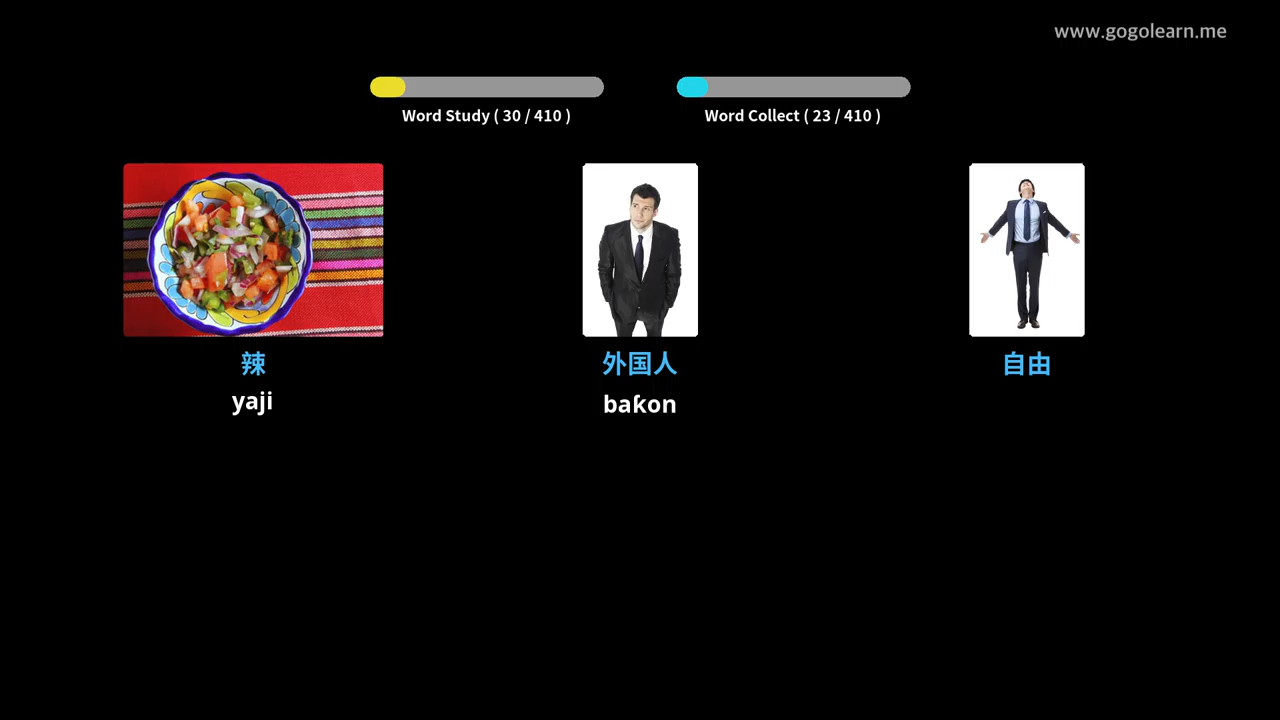 www.gogolearn.me
Word Study ( 30 / 410 )
Word Collect ( 23 / 410 )
辣
外国人
自由
yaji
baƙon